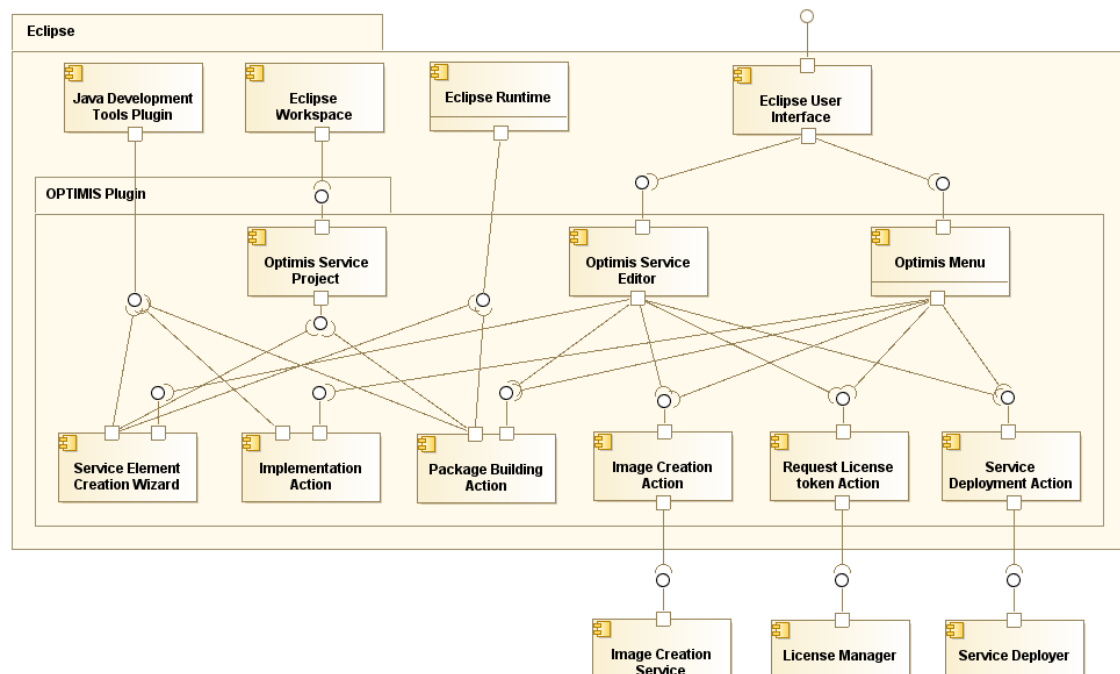 Eclipse
Java Development
Tools Plugin
Eclipse
Workspace
Eclipse Runtime
Eclipse User
Interface
OPTIMIS Plugin
Optimis Service
Project
Optimis Service
Editor
Optimis Menu
Service Element
Creation Wizard
Implementation
Action
Package Building
Action
Image Creation
Action
Request License
token Action
Service
Deployment Action
Image Creation
Service
License Manager
Service Deployer